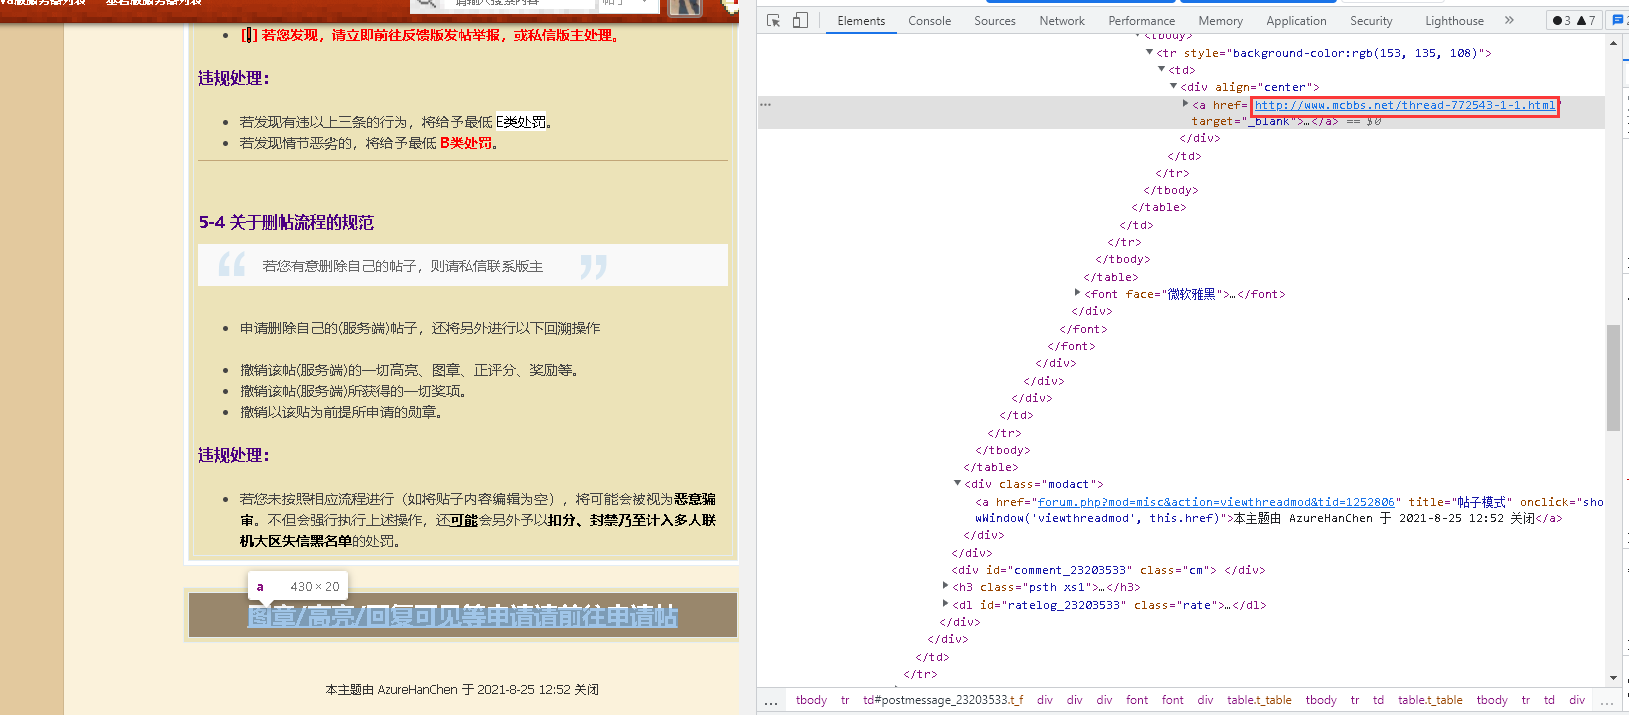 va版服务器列表 基岩版服务器列表
请输入搜索内容 帖子
[!] 若您发现，请立即前往反馈版发帖举报，或私信版主处理。
违规处理：
若发现有违以上三条的行为，将给予最低 E类处罚。
若发现情节恶劣的，将给予最低 B类处罚。
5-4 关于删帖流程的规范
若您有意删除自己的帖子，则请私信联系版主
申请删除自己的(服务端)帖子，还将另外进行以下回溯操作
撤销该帖(服务端)的一切高亮、图章、正评分、奖励等。
撤销该帖(服务端)所获得的一切奖项。
撤销以该贴为前提所申请的勋章。
违规处理：
若您未按照相应流程进行（如将贴子内容编辑为空），将可能会被视为恶意骗
审。不但会强行执行上述操作，还可能会另外予以扣分、封禁乃至计入多人联
机大区失信黑名单的处罚。
a 430 × 20
图章/高亮/回复可见等申请请前往申请帖
本主题由 AzureHanChen 于 2021-8-25 12:52 关闭
Elements Console Sources Network Performance Memory Application Security Lighthouse » 3 7 2
<tbody>
<tr style="background-color:rgb(153, 135, 108)">
<td>
<div align="center">
<a href="http://www.mcbbs.net/thread-772543-1-1.html"
target="_blank">…</a> == $0
</div>
</td>
</tr>
</tbody>
</table>
</td>
</tr>
</tbody>
</table>
<font face="微软雅黑">…</font>
</div>
</font>
</font>
</div>
</div>
</div>
</td>
</tr>
</tbody>
</table>
<div class="modact">
<a href="forum.php?mod=misc&action=viewthreadmod&tid=1252806" title="帖子模式" onclick="sho
wWindow('viewthreadmod', this.href)">本主题由 AzureHanChen 于 2021-8-25 12:52 关闭</a>
</div>
</div>
<div id="comment_23203533" class="cm"> </div>
<h3 class="psth xs1">…</h3>
<dl id="ratelog_23203533" class="rate">…</dl>
</div>
</div>
</td>
</tr>
… tbody tr td#postmessage_23203533.t_f div div div font font div table.t_table tbody tr td table.t_table tbody tr td div …